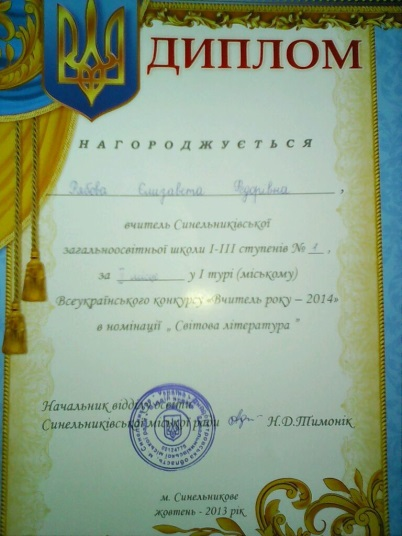 ДИПЛОМ
НАГОРОДЖУЄТЬСЯ
Рябова Єлизавета Федорівна,
вчитель Синельниківської
загальноосвітньої школи І-ІІІ ступенів № 1,
за І місце у І турі (міському)
Всеукраїнського конкурсу «Вчитель року – 2014»
в номінації „Світова література”
Начальник відділу освіти
Синельниківської міської ради Н.Д.Тимонік
м. Синельникове
жовтень - 2013 рік